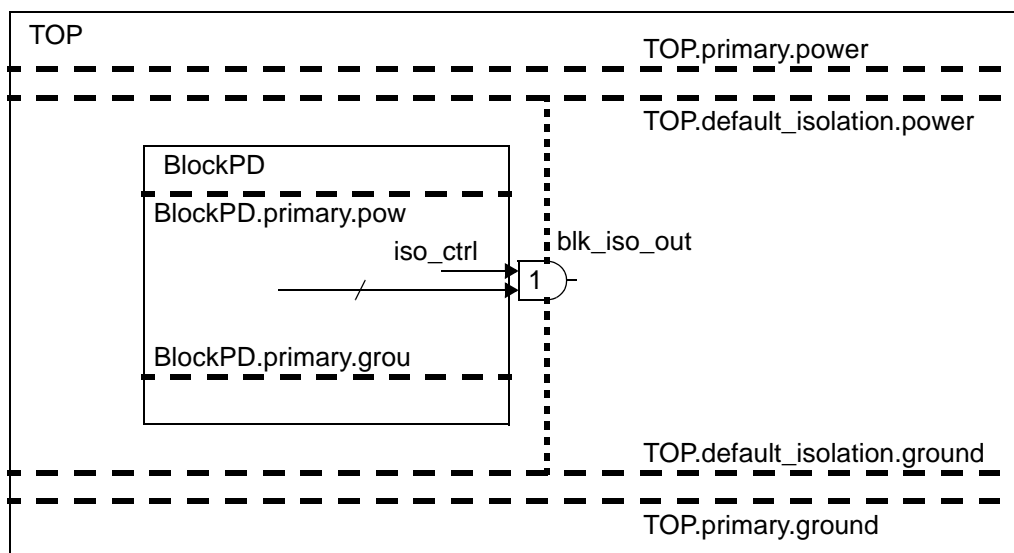 TOP
TOP.primary.power
TOP.default_isolation.power
BlockPD
BlockPD.primary.pow
iso_ctrl
blk_iso_out
1
BlockPD.primary.grou
TOP.default_isolation.ground
TOP.primary.ground